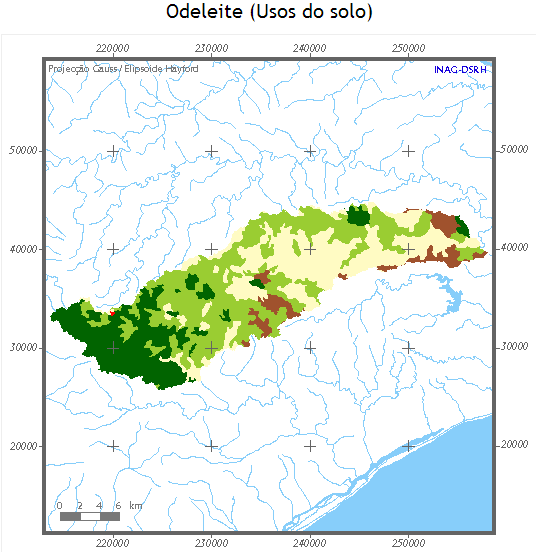 Odeleite (Usos do solo)
220000 230000 240000 250000
Projecção Gauss / Elipsóide Hayford
INAG-DSRH
50000 50000
40000 40000
30000 30000
20000 20000
0 2 4 6 km
220000 230000 240000 250000